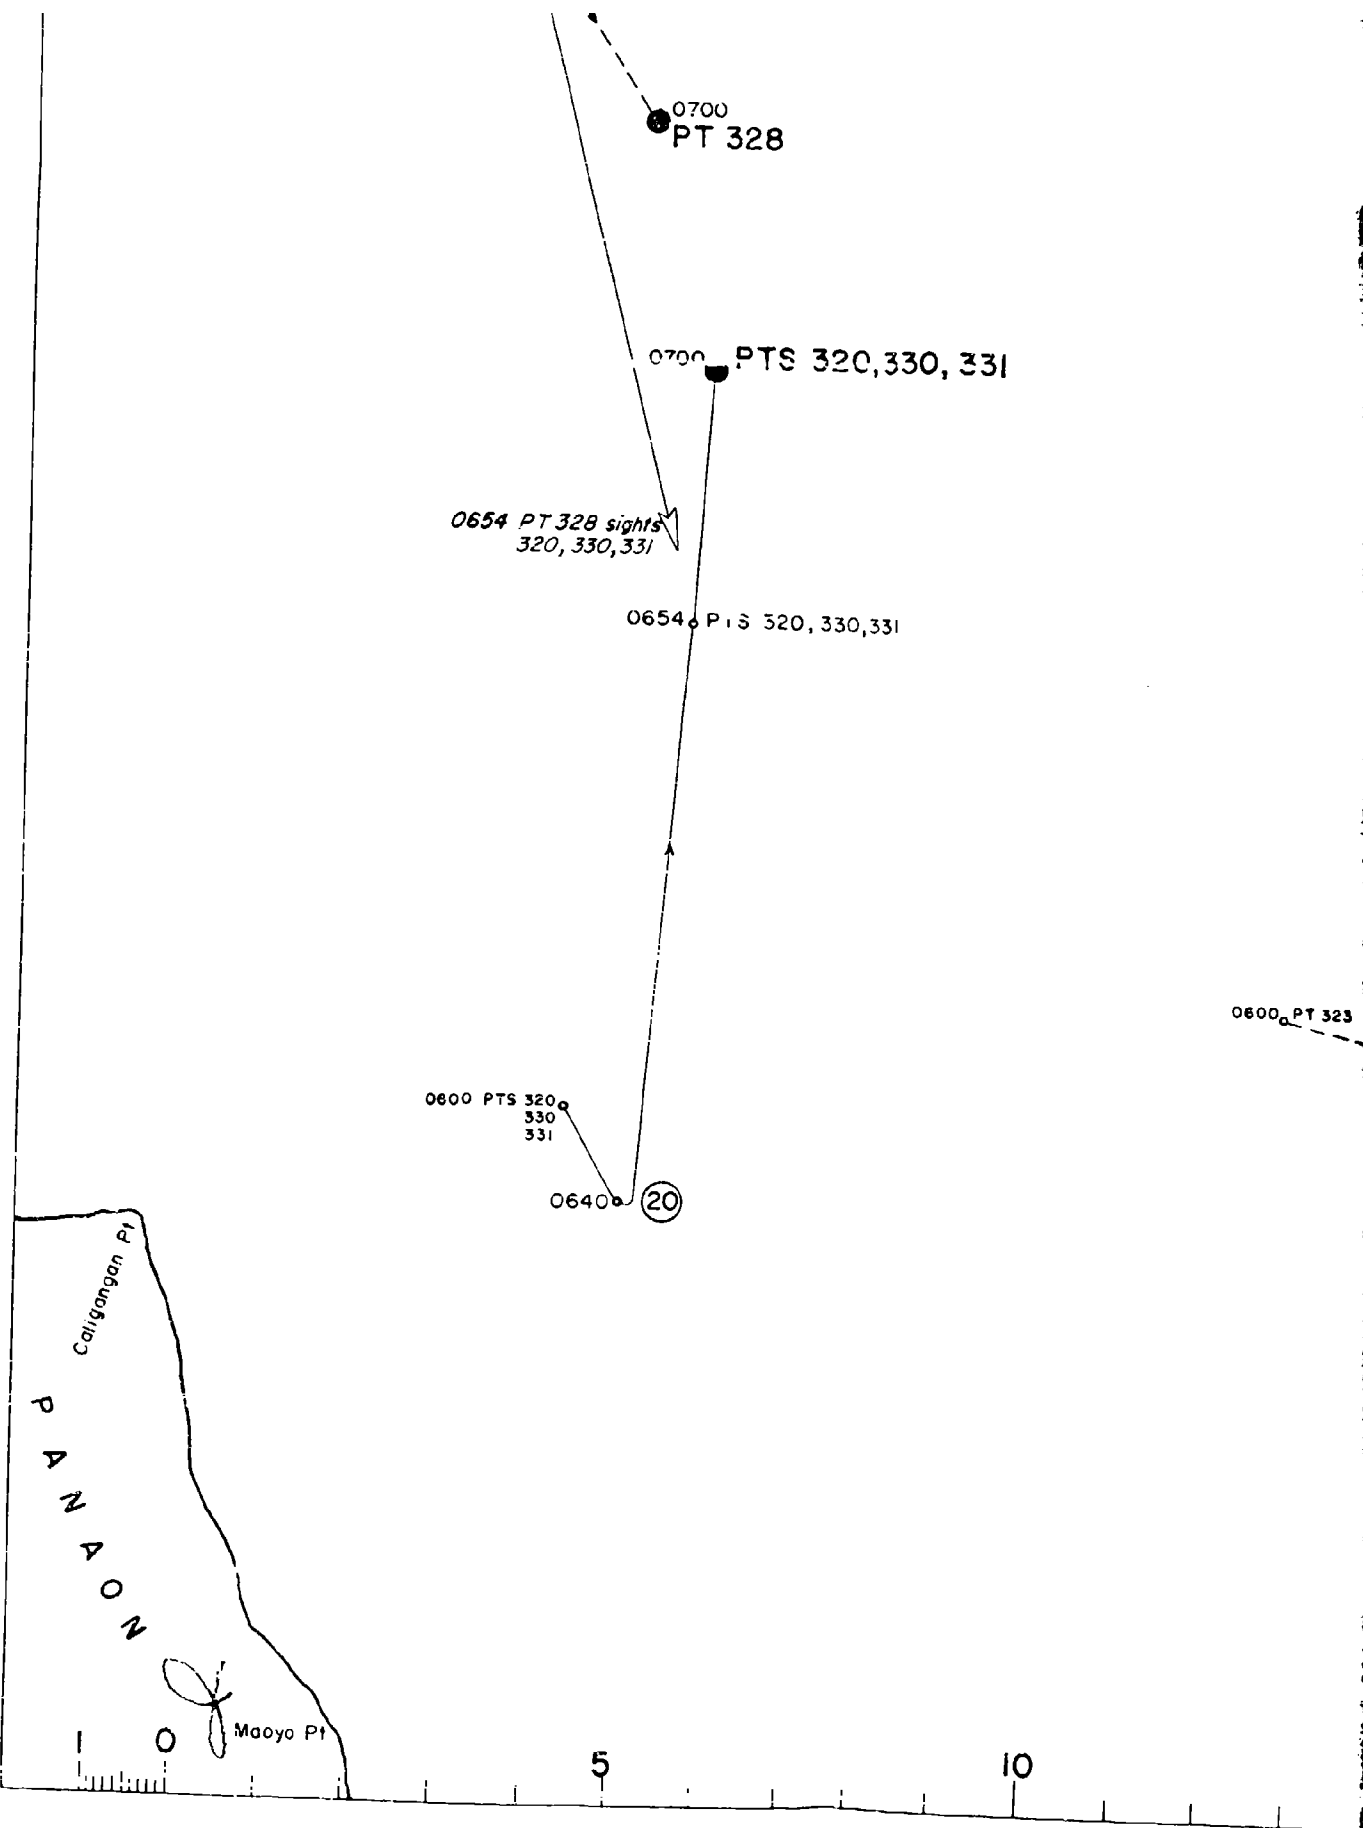 0700
PT 328
0700 PTS 320,330, 331
0654 PT 328 sights
320, 330, 331
0654 PTS 320, 330, 331
0600 PT 323
0600 PTS 320
330
331
0640 20
Caligangan Pt
PANAON
Maoyo Pt
1 0 5 10